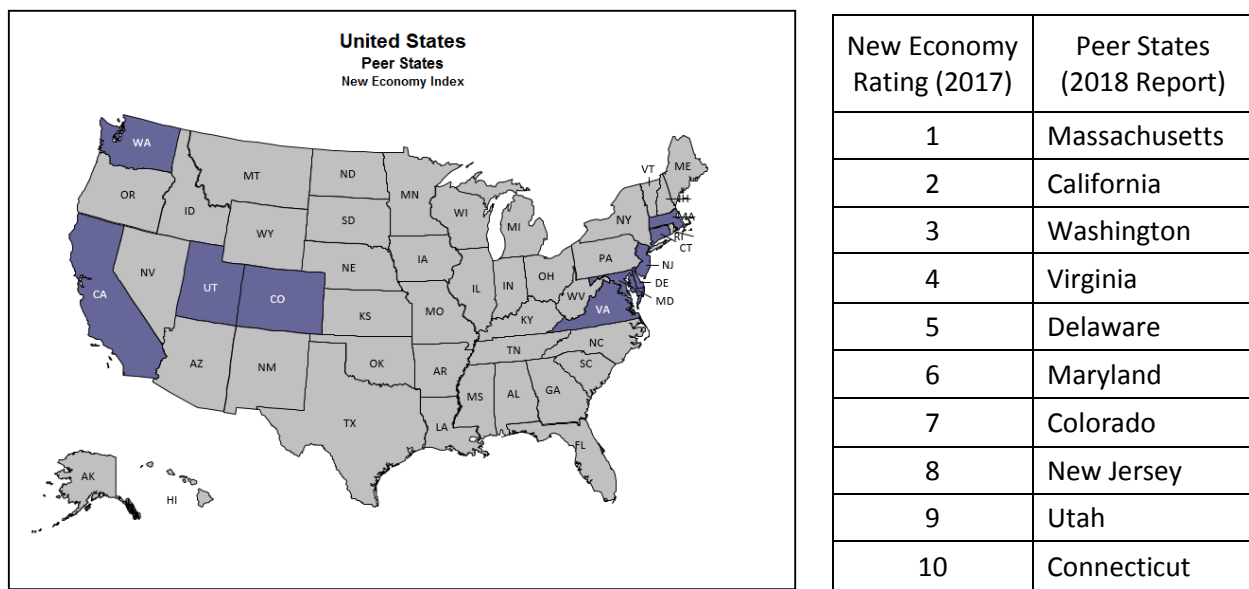 United States
Peer States
New Economy Index
WA
MT
ND
MN
VT
ME
OR
ID
SD
WI
MI
NY
MA
WY
RI
CT
IA
PA
NE
NV
NJ
OH
IL
IN
DE
UT
CO
CA
MD
WV
VA
KS
MO
KY
NC
TN
AZ
NM
OK
AR
SC
MS
AL
GA
TX
LA
FL
AK
HI
New Economy Rating (2017) Peer States (2018 Report)
1 Massachusetts
2 California
3 Washington
4 Virginia
5 Delaware
6 Maryland
7 Colorado
8 New Jersey
9 Utah
10 Connecticut